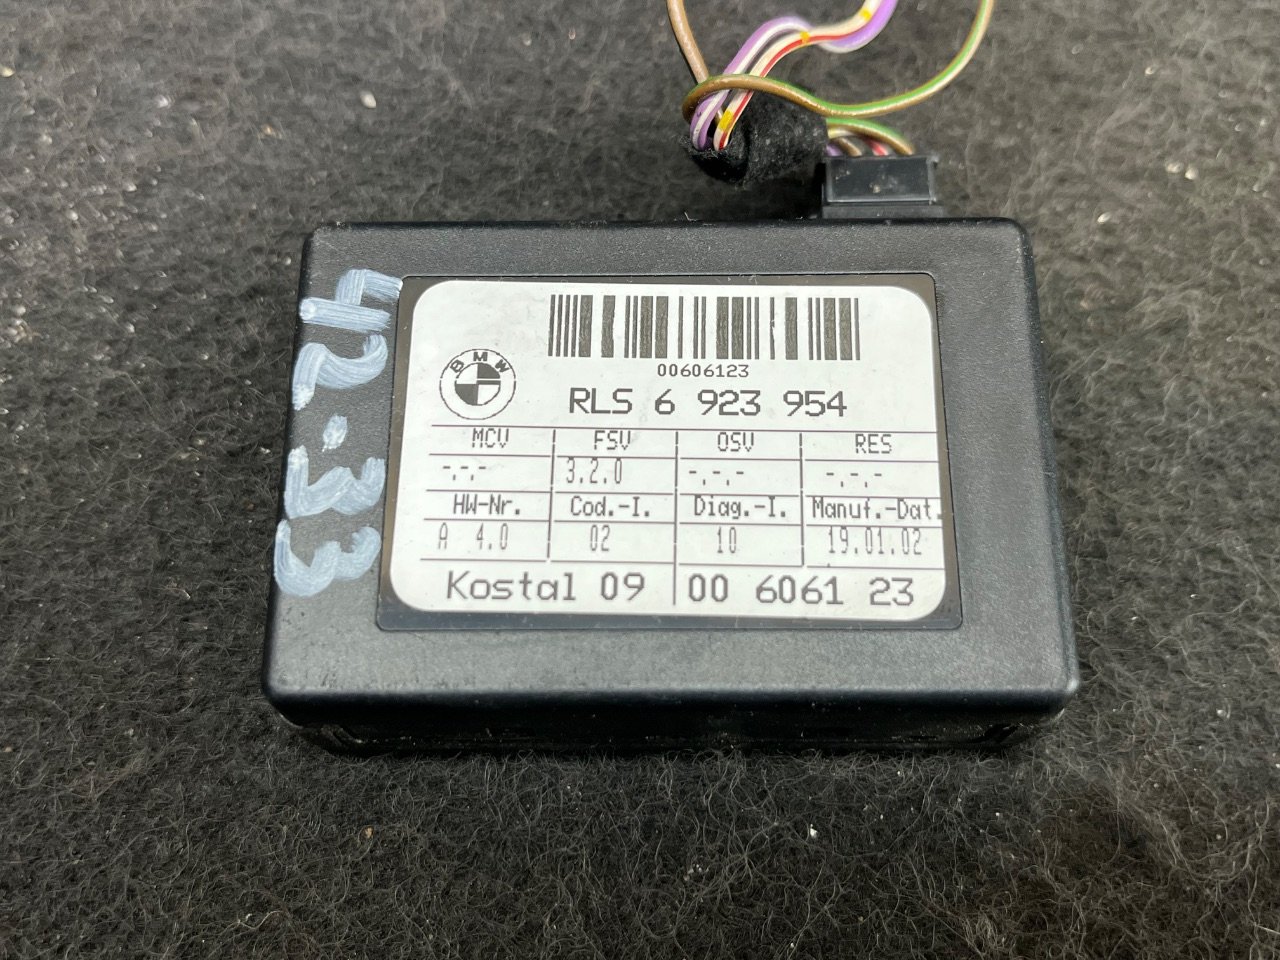 00606123
BMW
RLS 6 923 954
MCV FSV OSV RES
-.-.- 3.2.0 -.-.- -.-.-
HW-Nr. Cod.-I. Diag.-I. Manuf.-Dat.
A 4.0 02 10 19.01.02
Kostal 09 00 6061 23